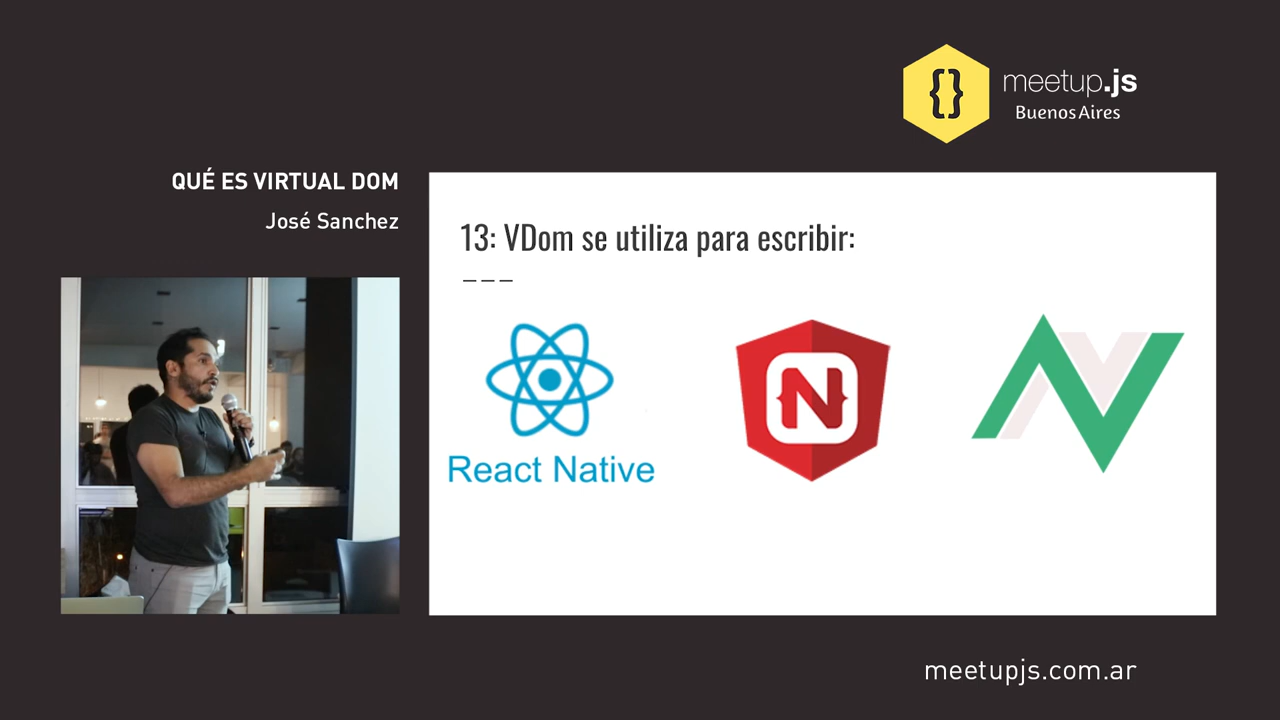 {} meetup.js
Buenos Aires
QUÉ ES VIRTUAL DOM
José Sanchez
13: VDom se utiliza para escribir:
---
React Native
N
meetupjs.com.ar